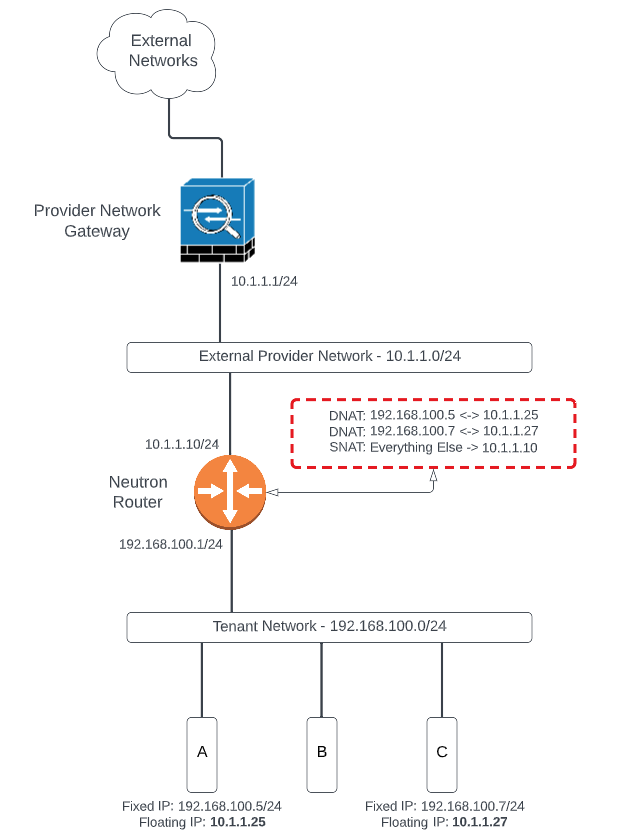 External
Networks
Provider Network
Gateway
10.1.1.1/24
External Provider Network - 10.1.1.0/24
DNAT: 192.168.100.5 <-> 10.1.1.25
DNAT: 192.168.100.7 <-> 10.1.1.27
SNAT: Everything Else -> 10.1.1.10
10.1.1.10/24
Neutron
Router
192.168.100.1/24
Tenant Network - 192.168.100.0/24
A
B
C
Fixed IP: 192.168.100.5/24
Floating IP: 10.1.1.25
Fixed IP: 192.168.100.7/24
Floating IP: 10.1.1.27